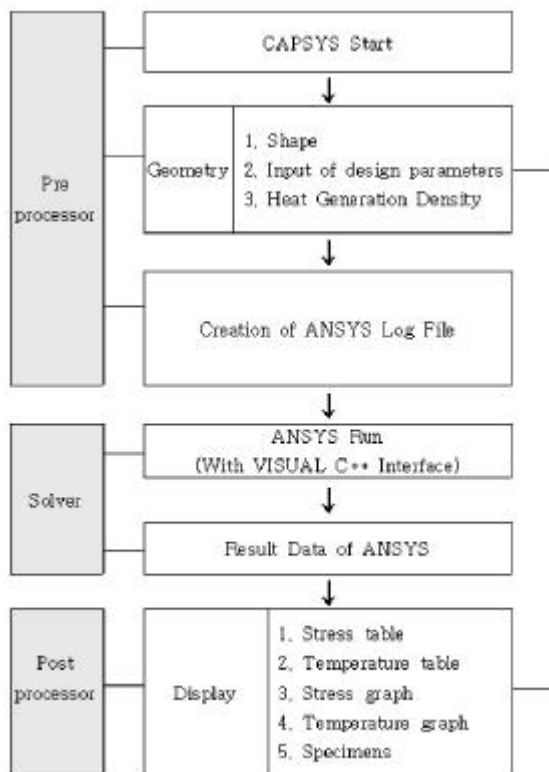 CAPSYS Start
Pre
processor
Geometry
1, Shape
2, Input of design parameters
3, Heat Generation Density
Creation of ANSYS Log File
Solver
ANSYS Run
(With VISUAL C++ Interface)
Result Data of ANSYS
Post
processor
Display
1, Stress table
2, Temperature table
3, Stress graph
4, Temperature graph
5, Specimens